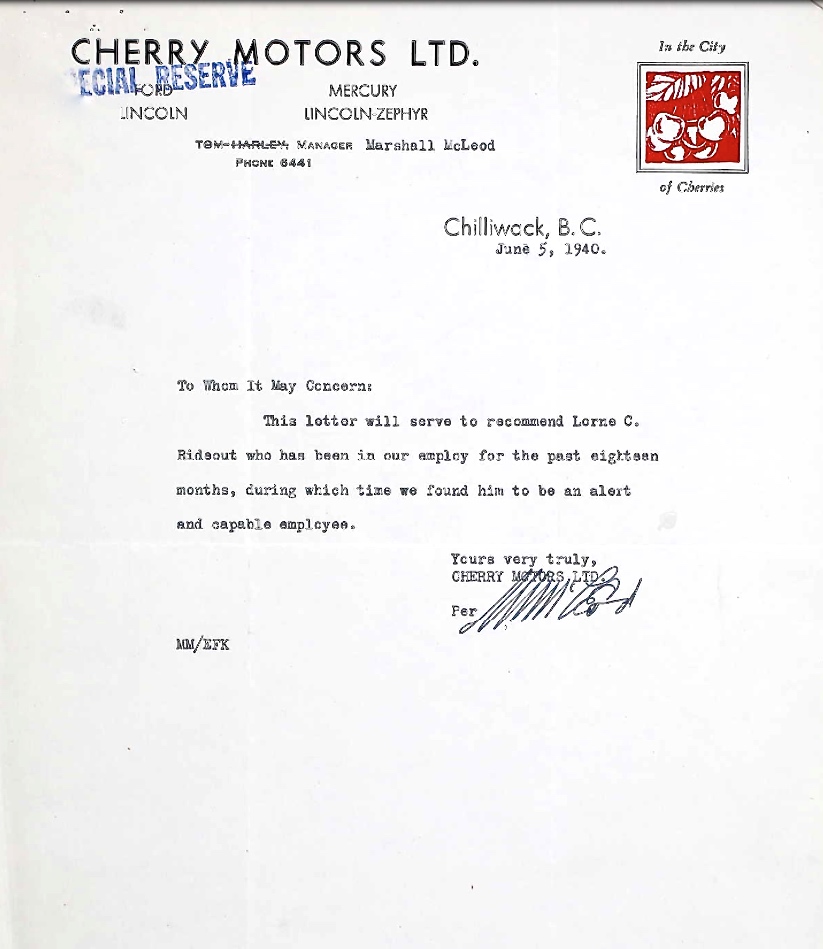 CHERRY MOTORS LTD.
ECIAL RESERVE
FORD MERCURY
LINCOLN LINCOLN-ZEPHYR
TOM HARLEY, MANAGER Marshall McLeod
PHONE 6441
In the City
of Cherries
Chilliwack, B.C.
June 5, 1940.
To Whom It May Concern:
This letter will serve to recommend Lorne C.
Rideout who has been in our employ for the past eighteen
months, during which time we found him to be an alert
and capable employee.
Yours very truly,
CHERRY MOTORS, LTD.
Per M McLeod
MM/EFK